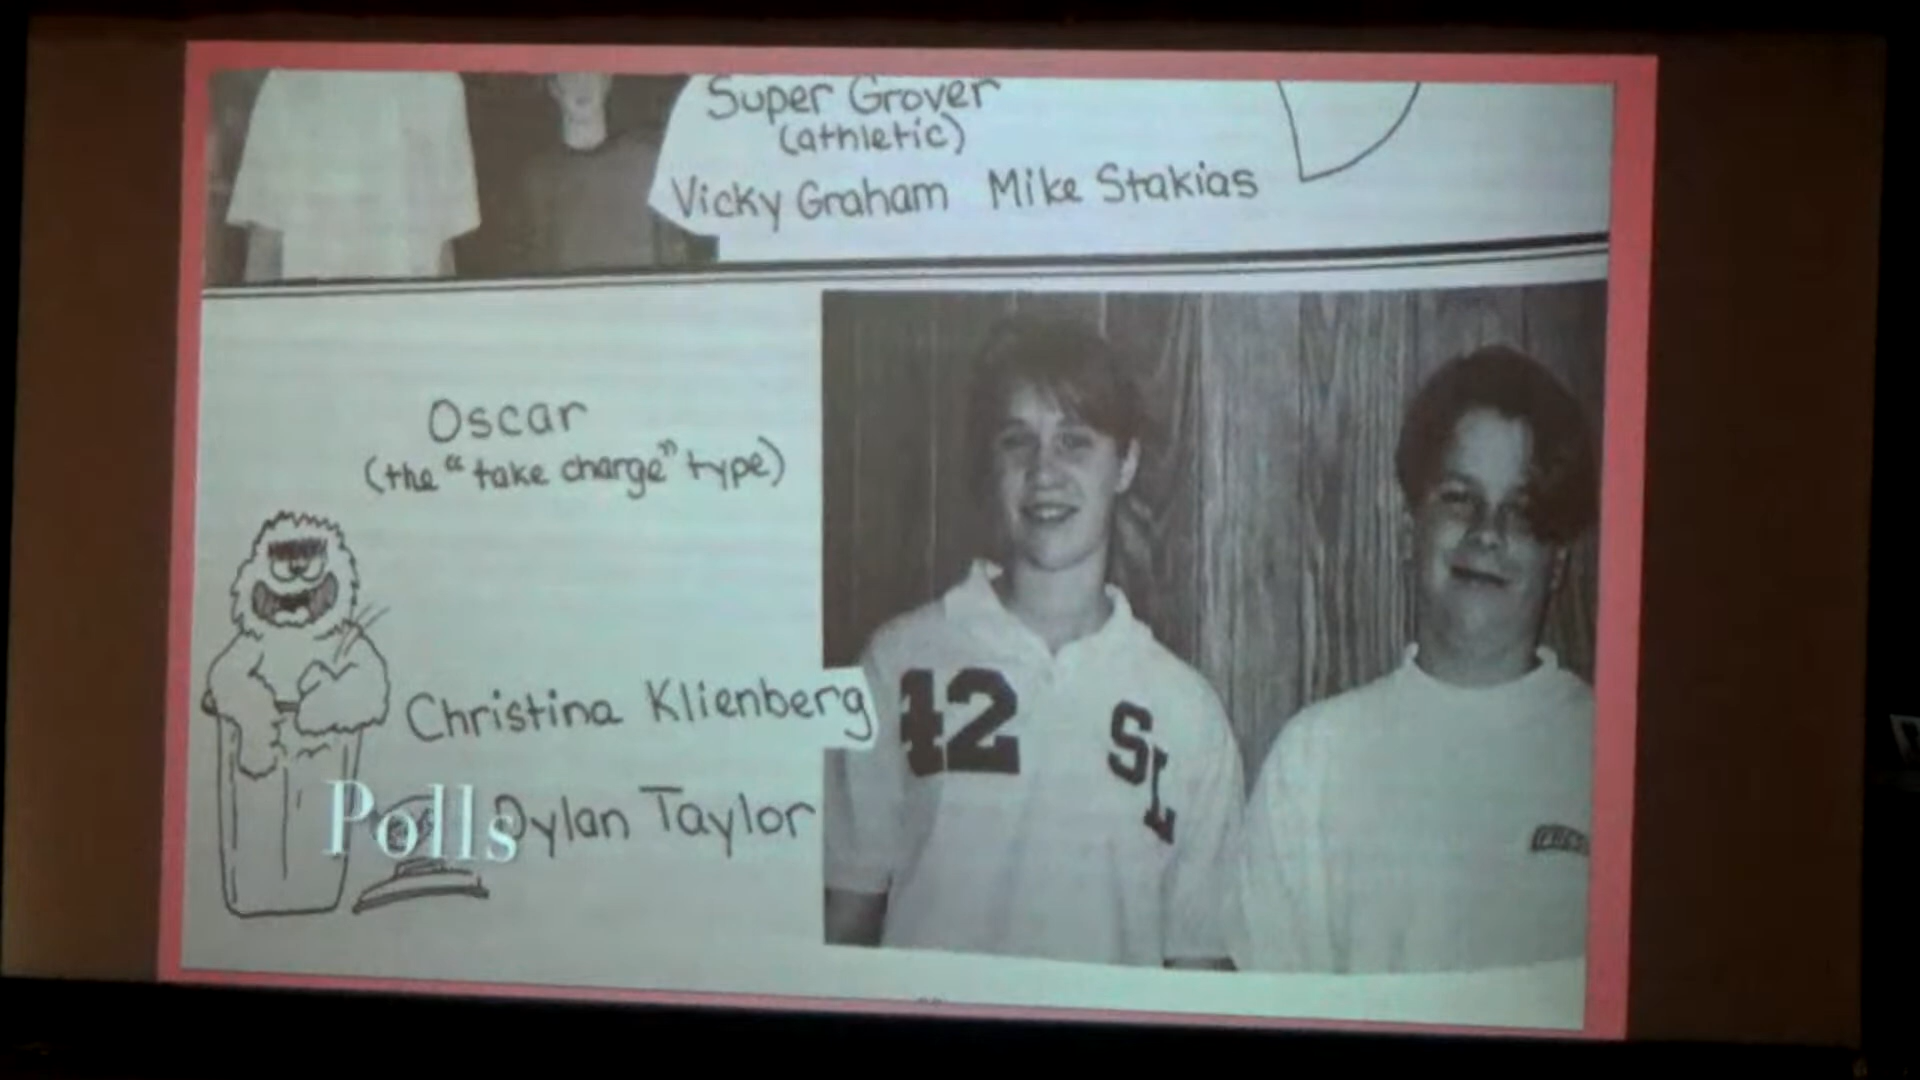 Super Grover
(athletic)
Vicky Graham Mike Stakias
Oscar
(the "take charge" type)
Christina Klienberg
Dylan Taylor
Polls
42
SL